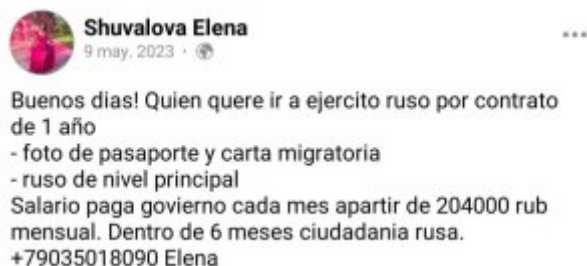 Shuvalova Elena
9 may. 2023 ·
Buenos dias! Quien quere ir a ejercito ruso por contrato
de 1 año
- foto de pasaporte y carta migratoria
- ruso de nivel principal
Salario paga govierno cada mes apartir de 204000 rub
mensual. Dentro de 6 meses ciudadania rusa.
+79035018090 Elena